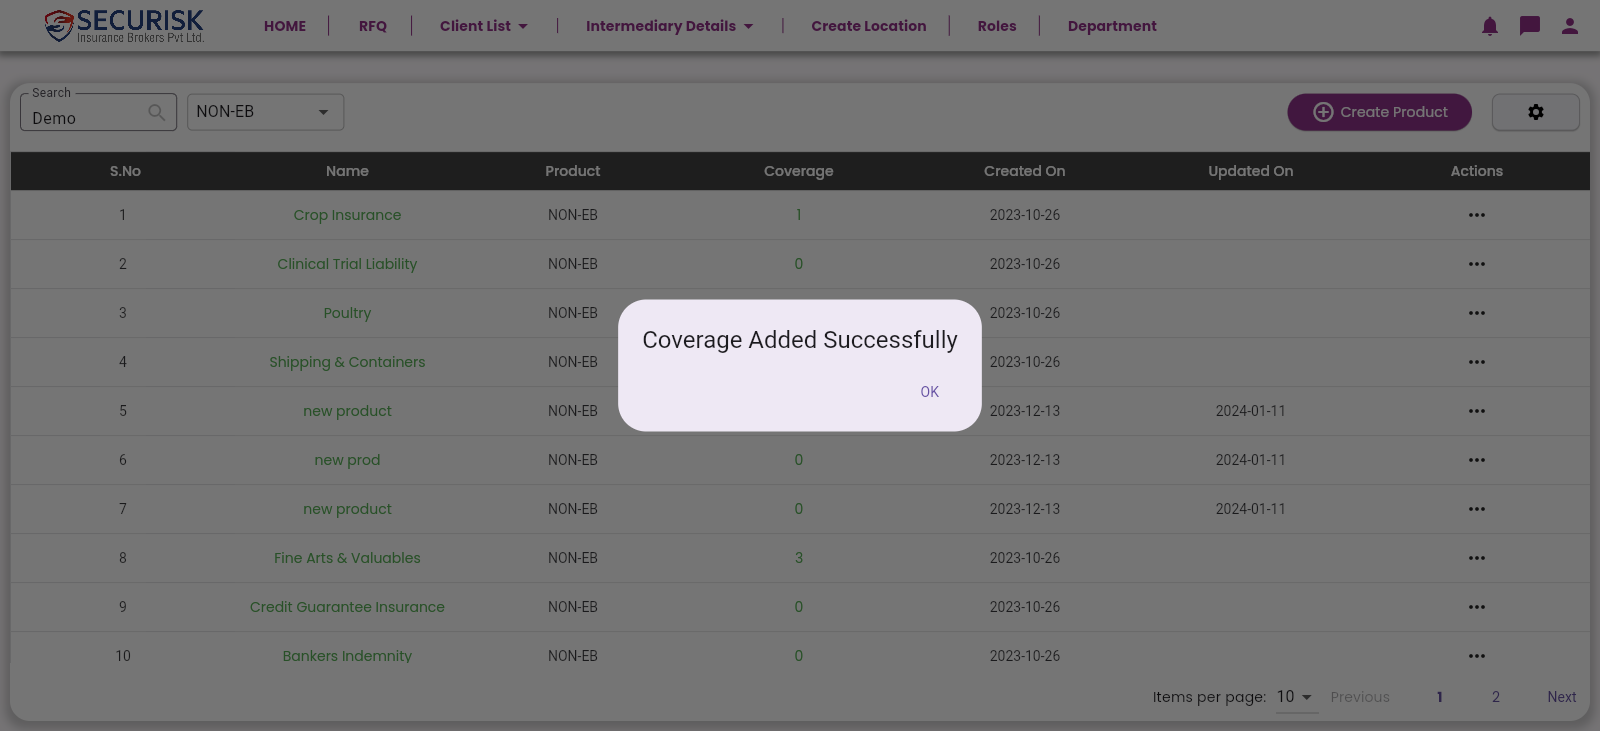 SECURISK
Insurance Brokers Pvt Ltd.
HOME RFQ Client List Intermediary Details Create Location Roles Department
Search
Demo NON-EB Create Product
S.No Name Product Coverage Created On Updated On Actions
1 Crop Insurance NON-EB 1 2023-10-26
2 Clinical Trial Liability NON-EB 0 2023-10-26
3 Poultry NON-EB 2023-10-26
Coverage Added Successfully
4 Shipping & Containers NON-EB 2023-10-26
OK
5 new product NON-EB 2023-12-13 2024-01-11
6 new prod NON-EB 0 2023-12-13 2024-01-11
7 new product NON-EB 0 2023-12-13 2024-01-11
8 Fine Arts & Valuables NON-EB 3 2023-10-26
9 Credit Guarantee Insurance NON-EB 0 2023-10-26
10 Bankers Indemnity NON-EB 0 2023-10-26
Items per page: 10 Previous 1 2 Next